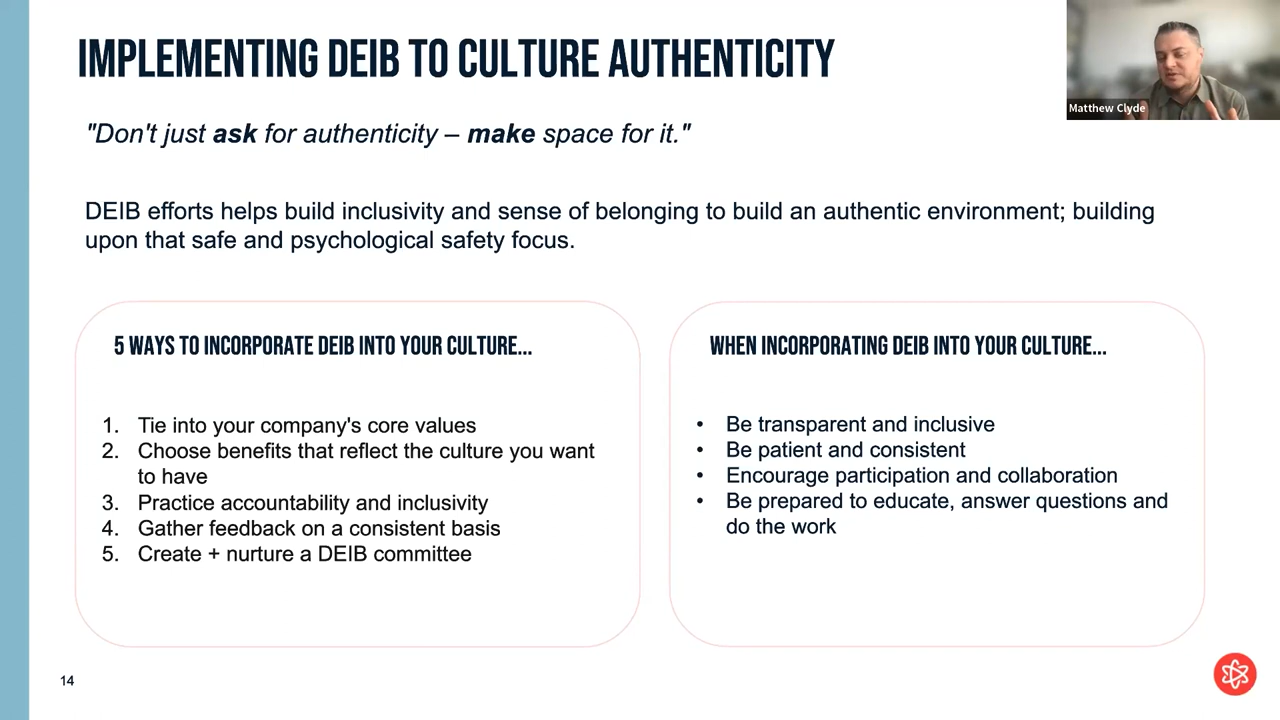 IMPLEMENTING DEIB TO CULTURE AUTHENTICITY
Matthew Clyde
"Don't just ask for authenticity – make space for it."
DEIB efforts helps build inclusivity and sense of belonging to build an authentic environment; building
upon that safe and psychological safety focus.
5 WAYS TO INCORPORATE DEIB INTO YOUR CULTURE...
1. Tie into your company's core values
2. Choose benefits that reflect the culture you want
to have
3. Practice accountability and inclusivity
4. Gather feedback on a consistent basis
5. Create + nurture a DEIB committee
WHEN INCORPORATING DEIB INTO YOUR CULTURE...
• Be transparent and inclusive
• Be patient and consistent
• Encourage participation and collaboration
• Be prepared to educate, answer questions and
do the work
14